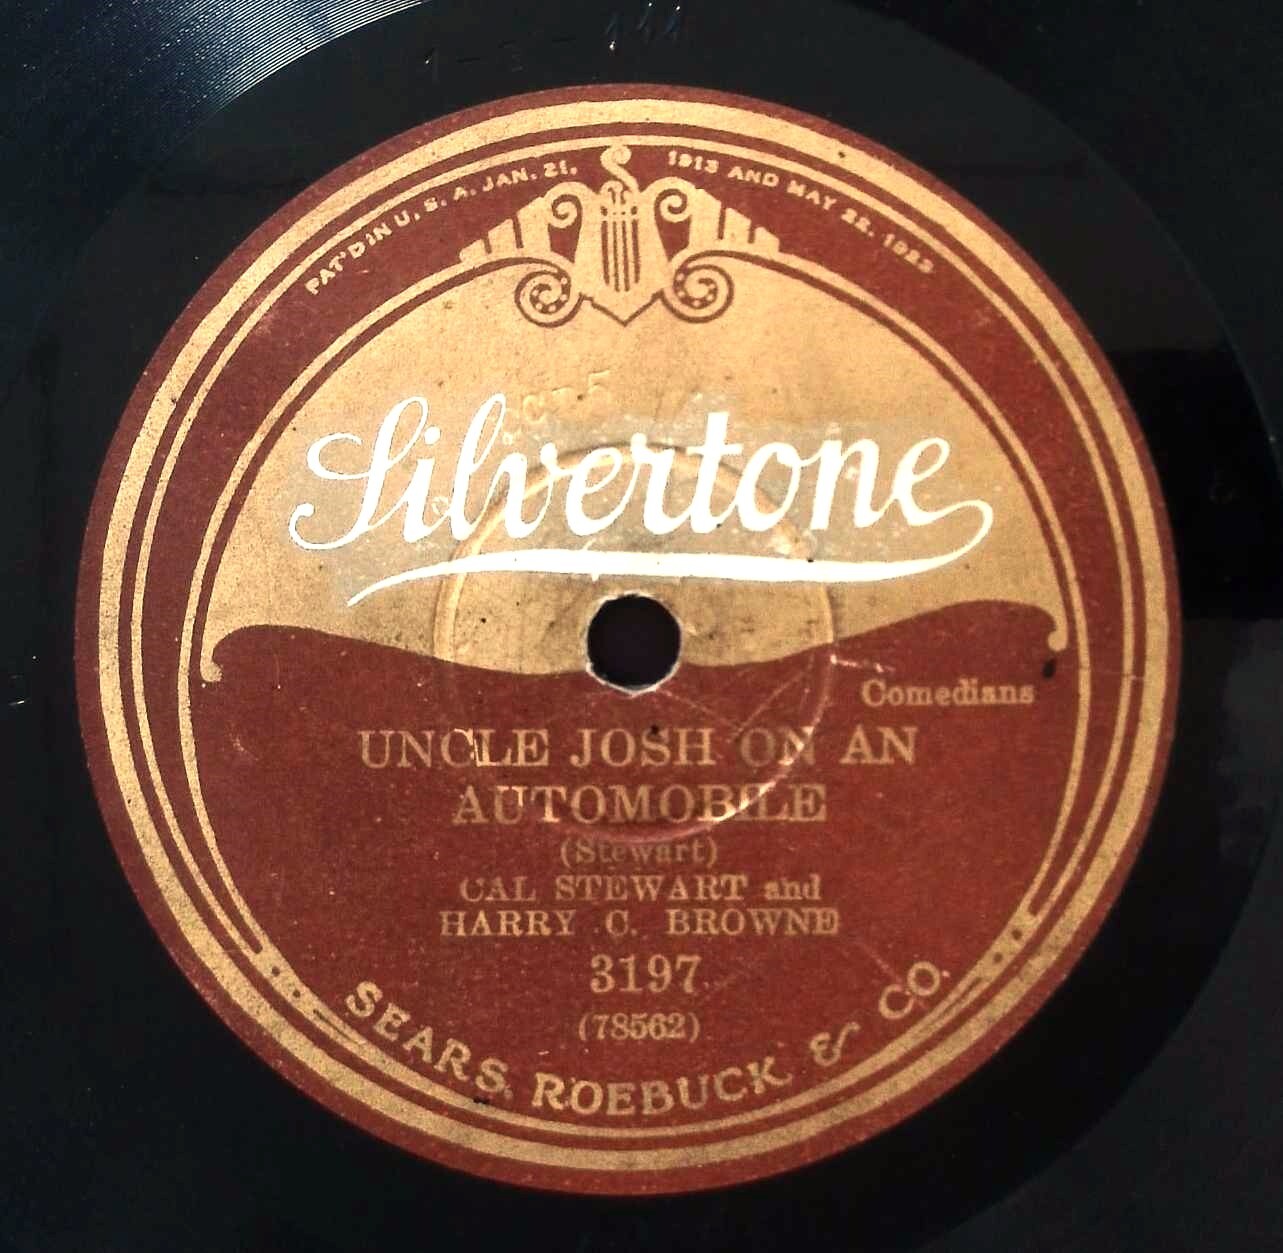 PAT'D IN U. S. A. JAN. 21, 1913 AND MAY 22, 1923
Silvertone
Comedians
UNCLE JOSH ON AN
AUTOMOBILE
(Stewart)
CAL STEWART and
HARRY C. BROWNE
3197
(78562)
SEARS, ROEBUCK & CO.